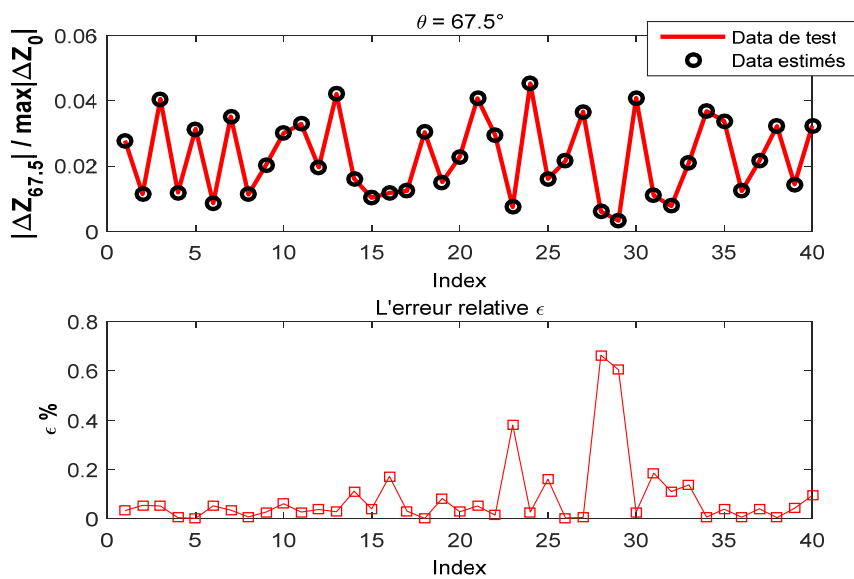 θ = 67.5°
|ΔZ67.5| / max|ΔZ0|
0.06
0.04
0.02
0
0 5 10 15 20 25 30 35 40
Index
Data de test
Data estimés
L'erreur relative ϵ
ϵ %
0.8
0.6
0.4
0.2
0
0 5 10 15 20 25 30 35 40
Index